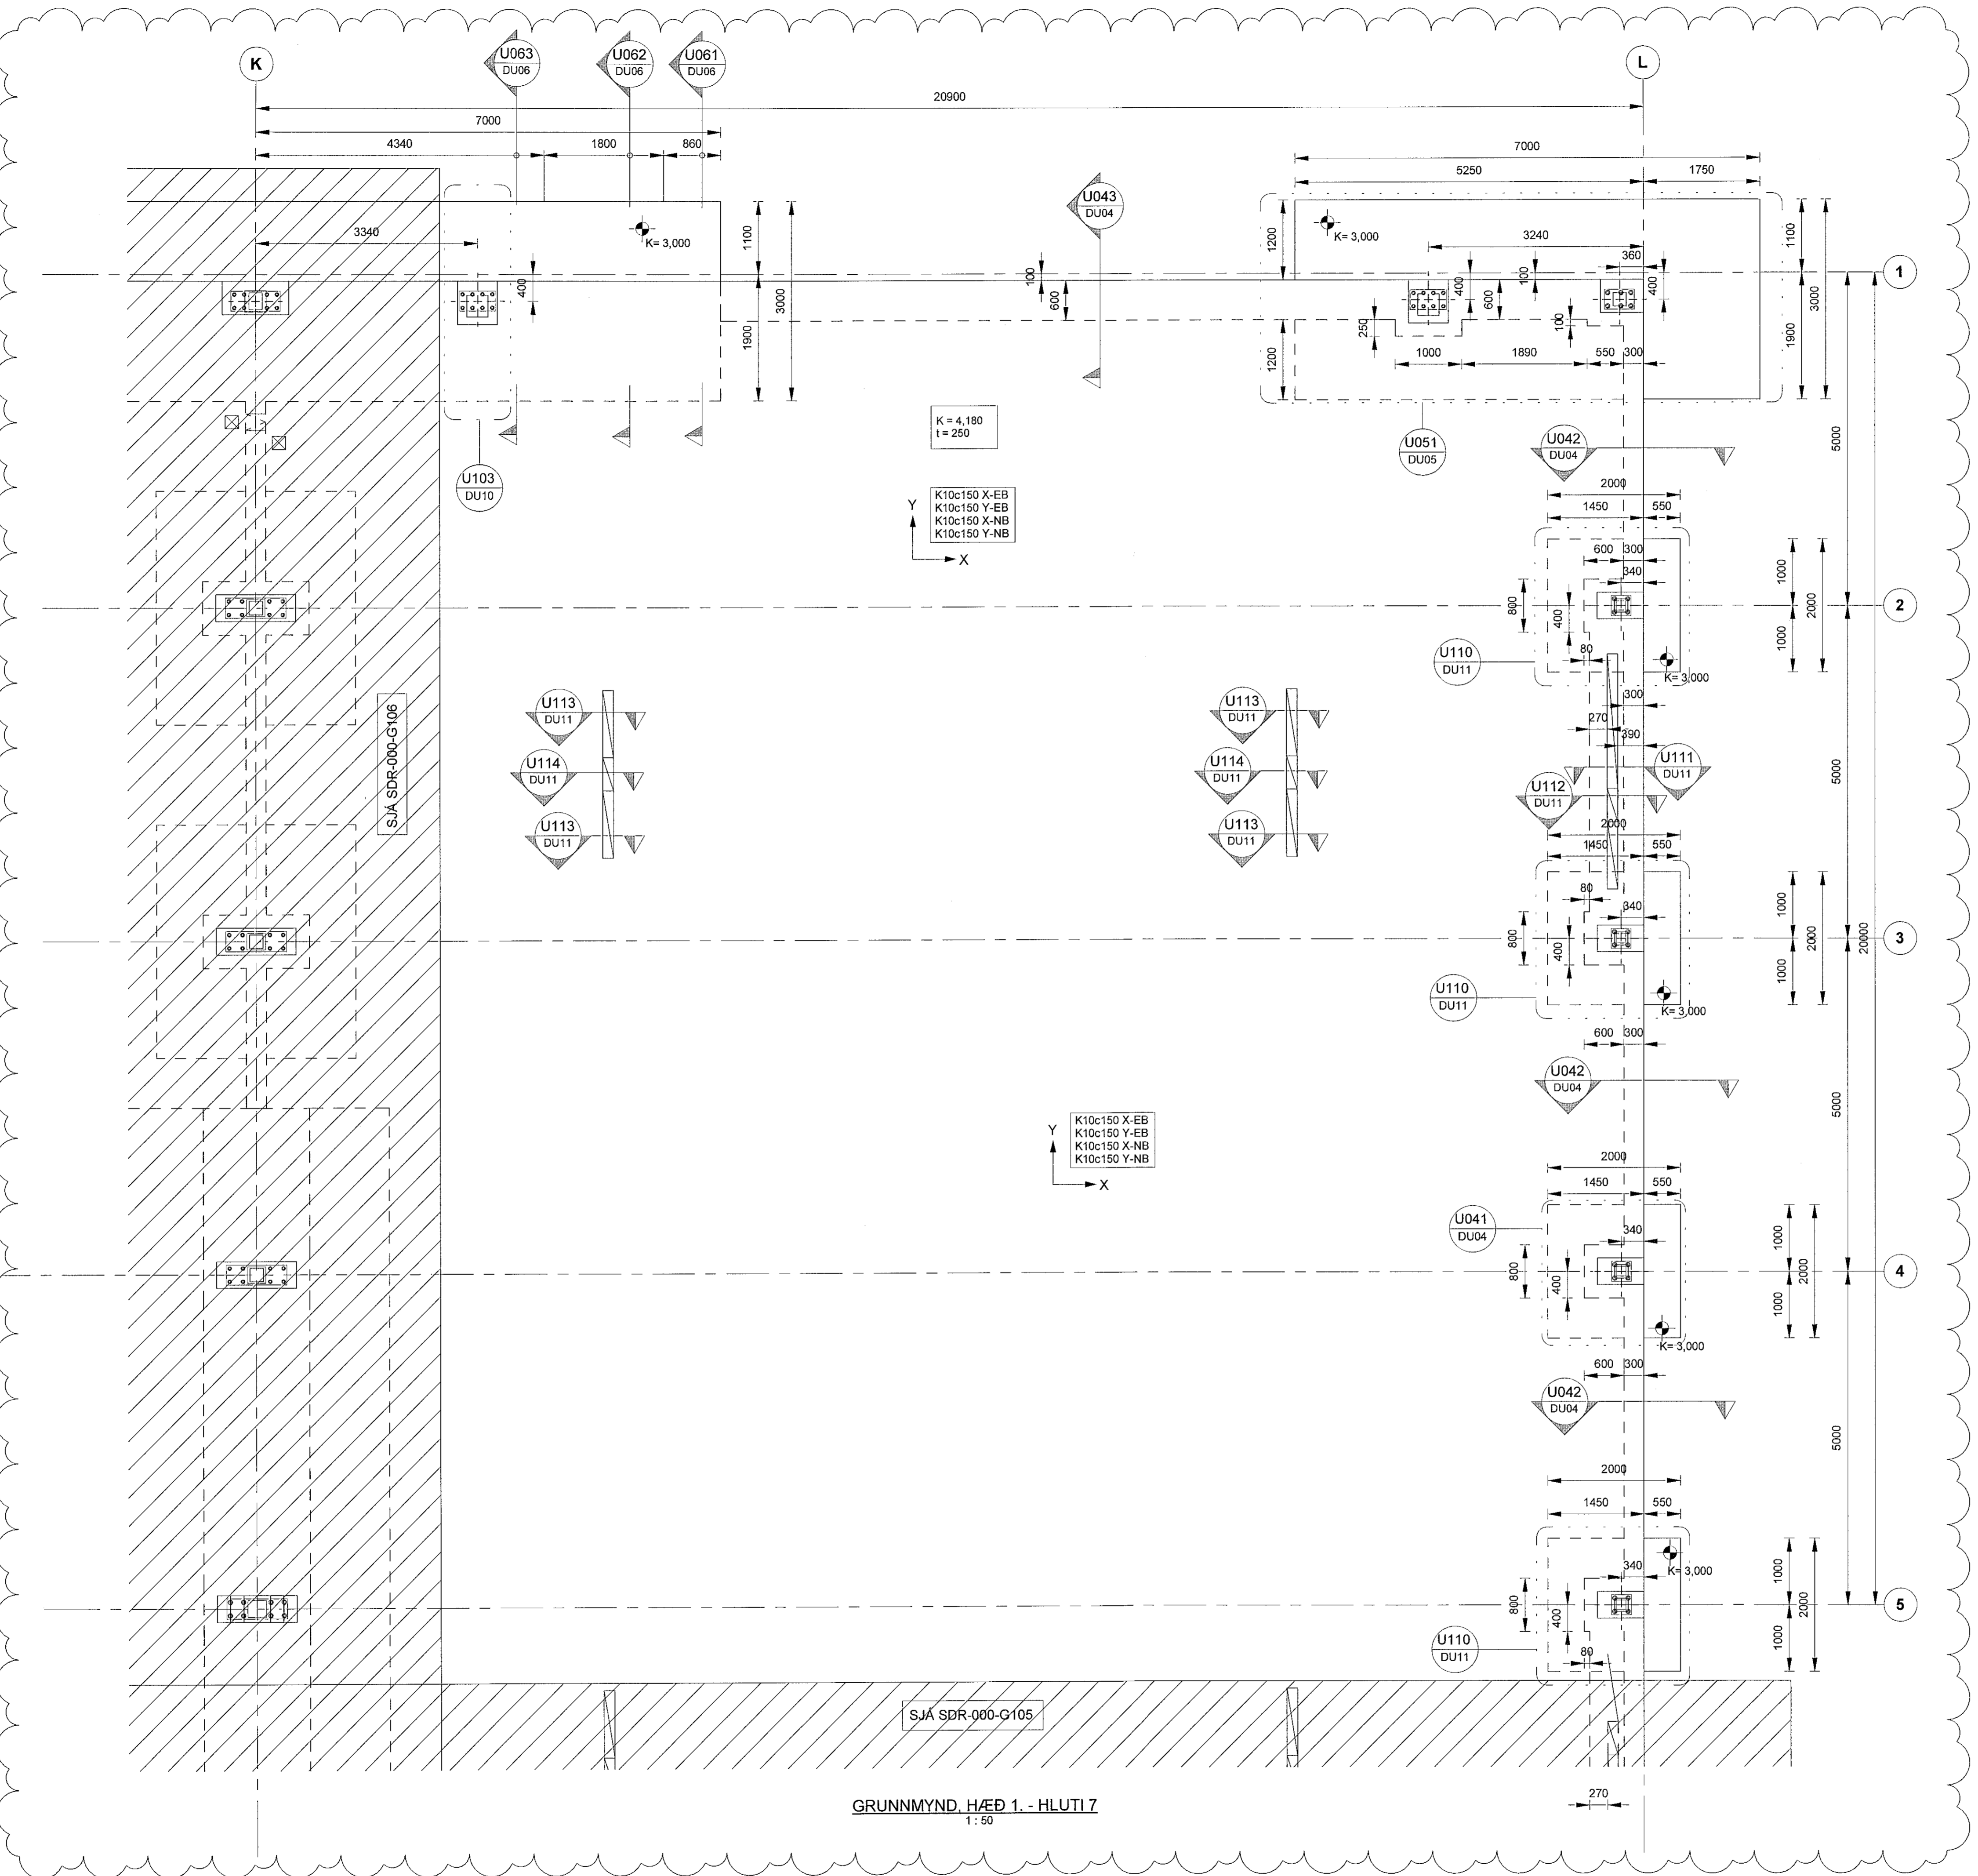 U063
DU06
U062
DU06
U061
DU06
K
L
20900
7000
4340
1800
860
7000
5250
1750
U043
DU04
3340
K= 3,000
1100
400
3000
1900
100
600
1200
K= 3,000
3240
360
400
100
600
400
1100
3000
1900
1
250
100
1200
1000
1890
550
300
K = 4,180
t = 250
U051
DU05
U042
DU04
5000
U103
DU10
K10c150 X-EB
K10c150 Y-EB
K10c150 X-NB
K10c150 Y-NB
Y
X
2000
1450
550
600
300
340
800
400
1000
2000
1000
2
80
U110
DU11
K= 3,000
300
270
390
SJÁ SDR-000-G106
U113
DU11
U114
DU11
U113
DU11
U113
DU11
U114
DU11
U113
DU11
U111
DU11
U112
DU11
5000
2000
1450
550
80
340
800
400
1000
2000
1000
20000
3
U110
DU11
K= 3,000
600
300
U042
DU04
5000
K10c150 X-EB
K10c150 Y-EB
K10c150 X-NB
K10c150 Y-NB
Y
X
2000
1450
550
U041
DU04
340
800
400
1000
2000
1000
4
K= 3,000
600
300
U042
DU04
5000
2000
1450
550
340
K= 3,000
800
400
1000
2000
1000
5
U110
DU11
80
SJÁ SDR-000-G105
270
GRUNNMYND, HÆÐ 1. - HLUTI 7
1 : 50